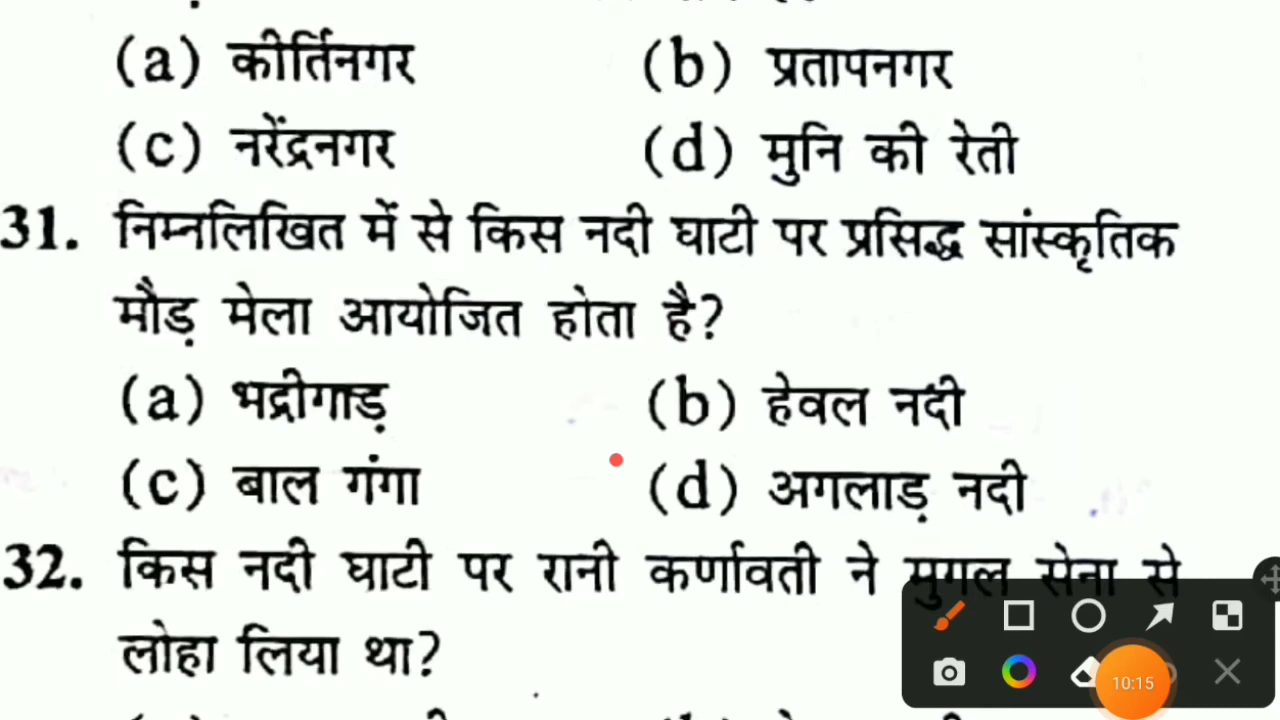 (a) कीर्तिनगर (b) प्रतापनगर
(c) नरेंद्रनगर (d) मुनि की रेती
31. निम्नलिखित में से किस नदी घाटी पर प्रसिद्ध सांस्कृतिक
मौड़ मेला आयोजित होता है?
(a) भद्रीगाड़ (b) हेवल नदी
(c) बाल गंगा (d) अगलाड़ नदी
32. किस नदी घाटी पर रानी कर्णावती ने मुगल सेना से
लोहा लिया था?
10:15